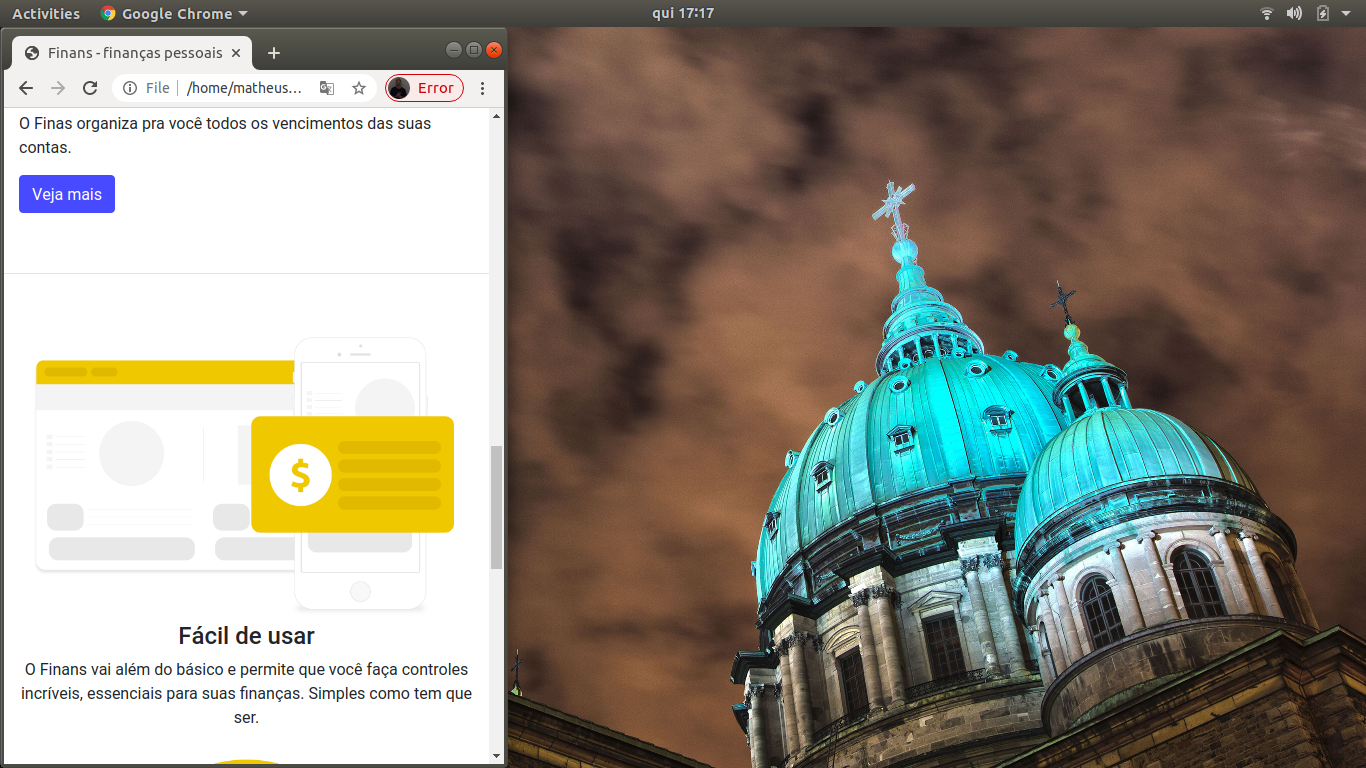 Activities
Google Chrome
qui 17:17
Finans - finanças pessoais
File
/home/matheus...
Error
O Finas organiza pra você todos os vencimentos das suas
contas.
Veja mais
$
Fácil de usar
O Finans vai além do básico e permite que você faça controles
incríveis, essenciais para suas finanças. Simples como tem que
ser.